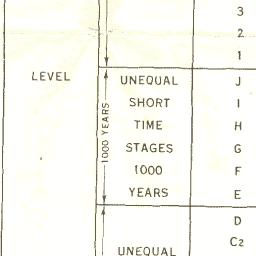 3
2
1
LEVEL
1000 YEARS
UNEQUAL
SHORT
TIME
STAGES
1000
YEARS
J
I
H
G
F
E
D
C2
UNEQUAL